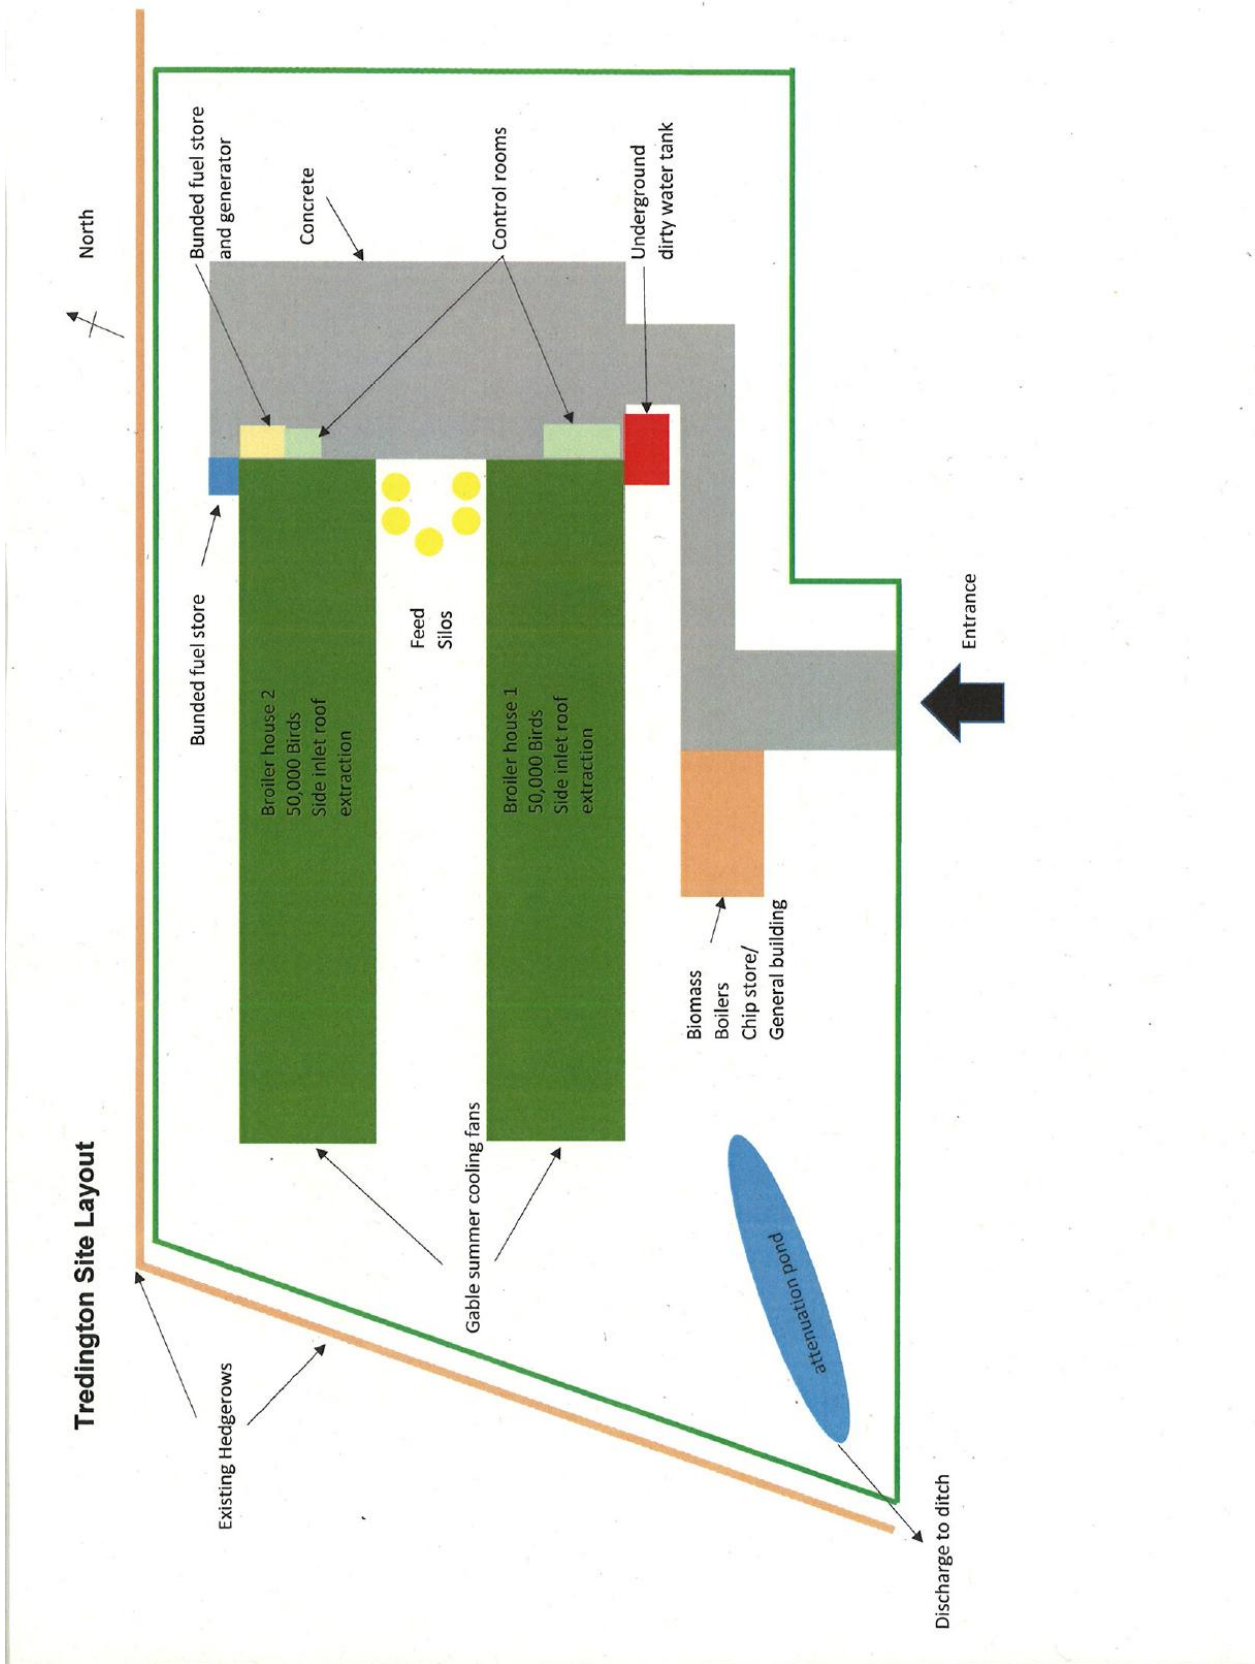 Tredington Site Layout
North
Existing Hedgerows
Bunded fuel store
Bunded fuel store
and generator
Concrete
Broiler house 2
50,000 Birds
Side inlet roof
extraction
Feed
Silos
Control rooms
Gable summer cooling fans
Broiler house 1
50,000 Birds
Side inlet roof
extraction
Underground
dirty water tank
Biomass
Boilers
Chip store/
General building
attenuation pond
Discharge to ditch
Entrance